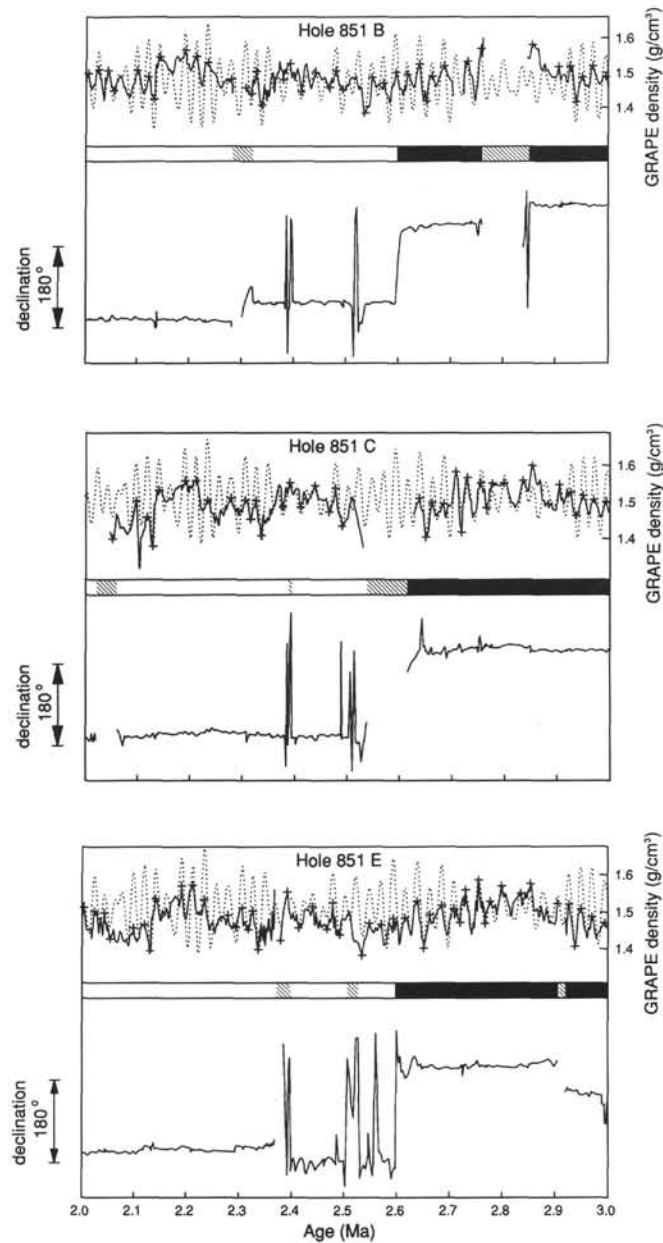 Hole 851 B
1.6
1.5
1.4
GRAPE density (g/cm³)
declination
180°
Hole 851 C
1.6
1.5
1.4
GRAPE density (g/cm³)
declination
180°
Hole 851 E
1.6
1.5
1.4
GRAPE density (g/cm³)
declination
180°
2.0 2.1 2.2 2.3 2.4 2.5 2.6 2.7 2.8 2.9 3.0
Age (Ma)